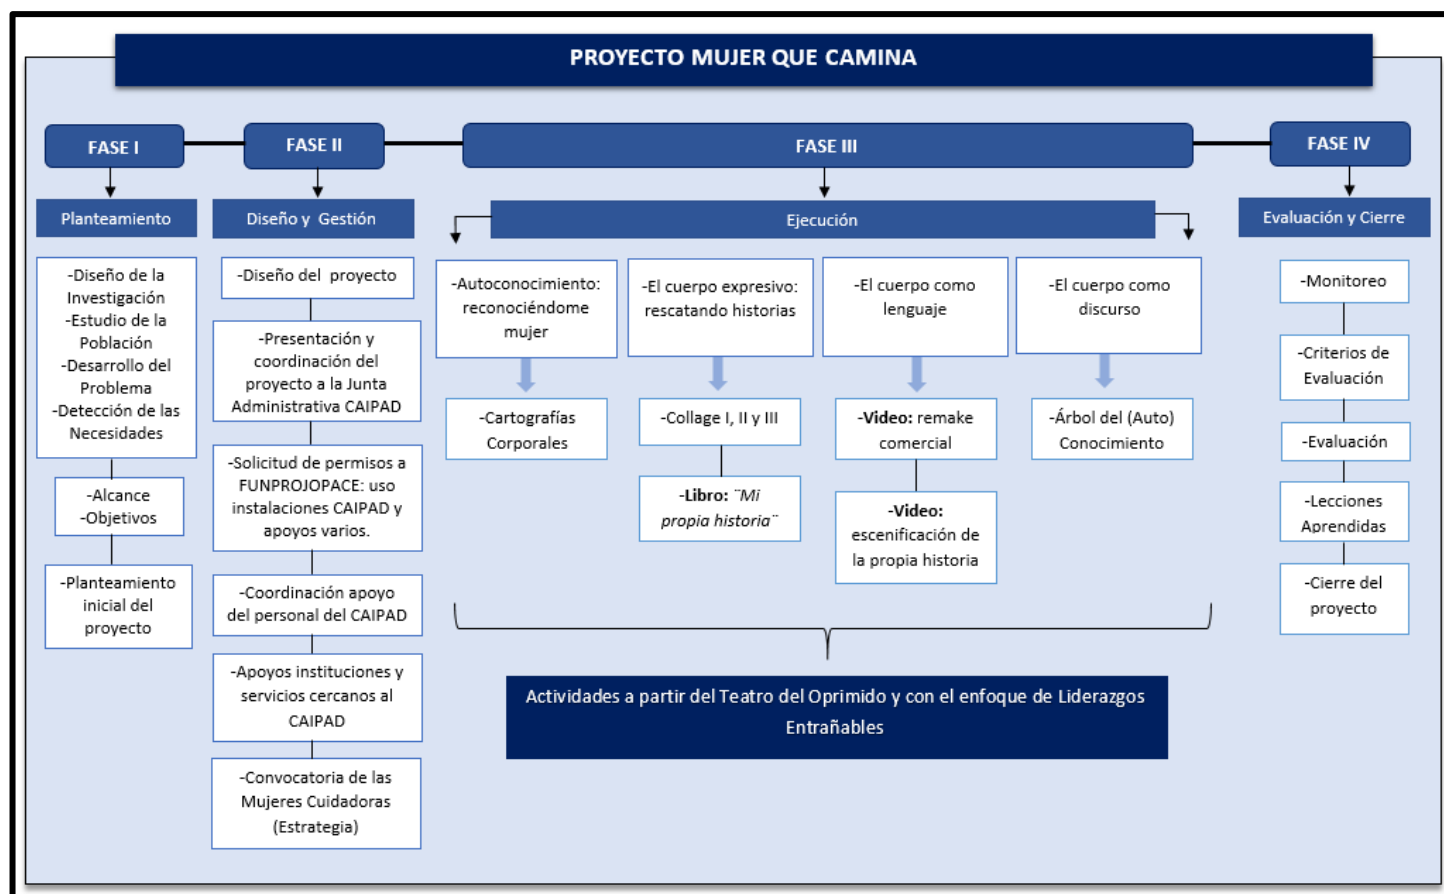 PROYECTO MUJER QUE CAMINA
FASE I
Planteamiento
-Diseño de la
Investigación
-Estudio de la
Población
-Desarrollo del
Problema
-Detección de las
Necesidades
-Alcance
-Objetivos
-Planteamiento
inicial del
proyecto
FASE II
Diseño y Gestión
-Diseño del proyecto
-Presentación y
coordinación del
proyecto a la Junta
Administrativa CAIPAD
-Solicitud de permisos a
FUNPROJOPACE: uso
instalaciones CAIPAD y
apoyos varios.
-Coordinación apoyo
del personal del CAIPAD
-Apoyos instituciones y
servicios cercanos al
CAIPAD
-Convocatoria de las
Mujeres Cuidadoras
(Estrategia)
FASE III
Ejecución
-Autoconocimiento:
reconociéndome
mujer
-Cartografías
Corporales
-El cuerpo expresivo:
rescatando historias
-Collage I, II y III
-Libro: ¨Mi
propia historia¨
-El cuerpo como
lenguaje
-Video: remake
comercial
-Video:
escenificación de
la propia historia
-El cuerpo como
discurso
-Árbol del (Auto)
Conocimiento
Actividades a partir del Teatro del Oprimido y con el enfoque de Liderazgos
Entrañables
FASE IV
Evaluación y Cierre
-Monitoreo
-Criterios de
Evaluación
-Evaluación
-Lecciones
Aprendidas
-Cierre del
proyecto